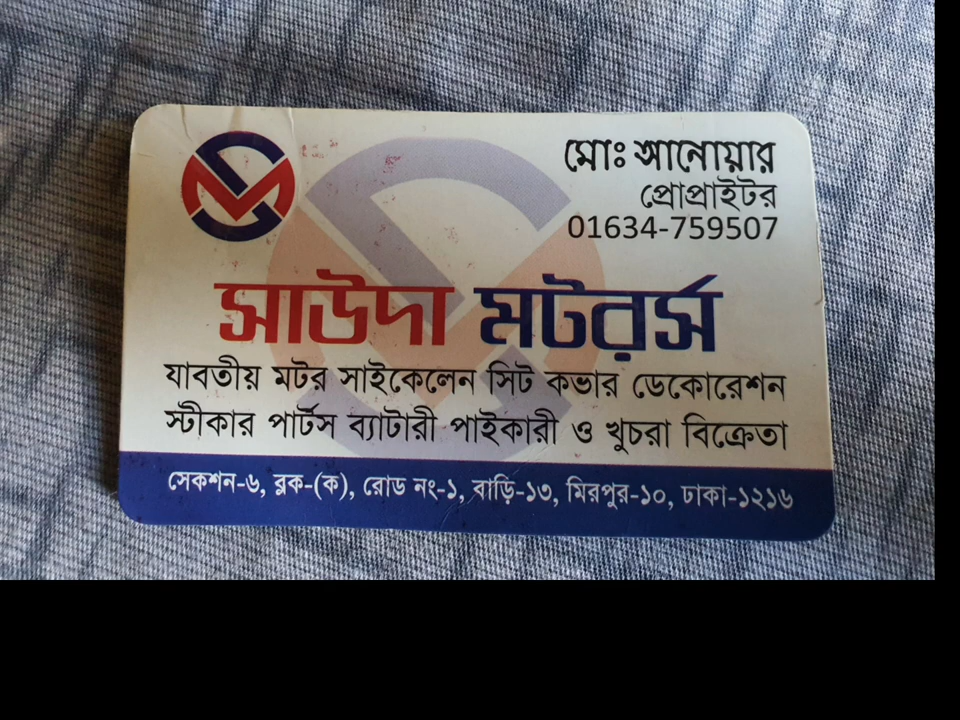 মোঃ আনোয়ার
প্রোপ্রাইটর
01634-759507
সাউদা মটরর্স
যাবতীয় মটর সাইকেলেন সিট কভার ডেকোরেশন
স্টীকার পার্টস ব্যাটারী পাইকারী ও খুচরা বিক্রেতা
সেকশন-৬, ব্লক-(ক), রোড নং-১, বাড়ি-১৩, মিরপুর-১০, ঢাকা-১২১৬